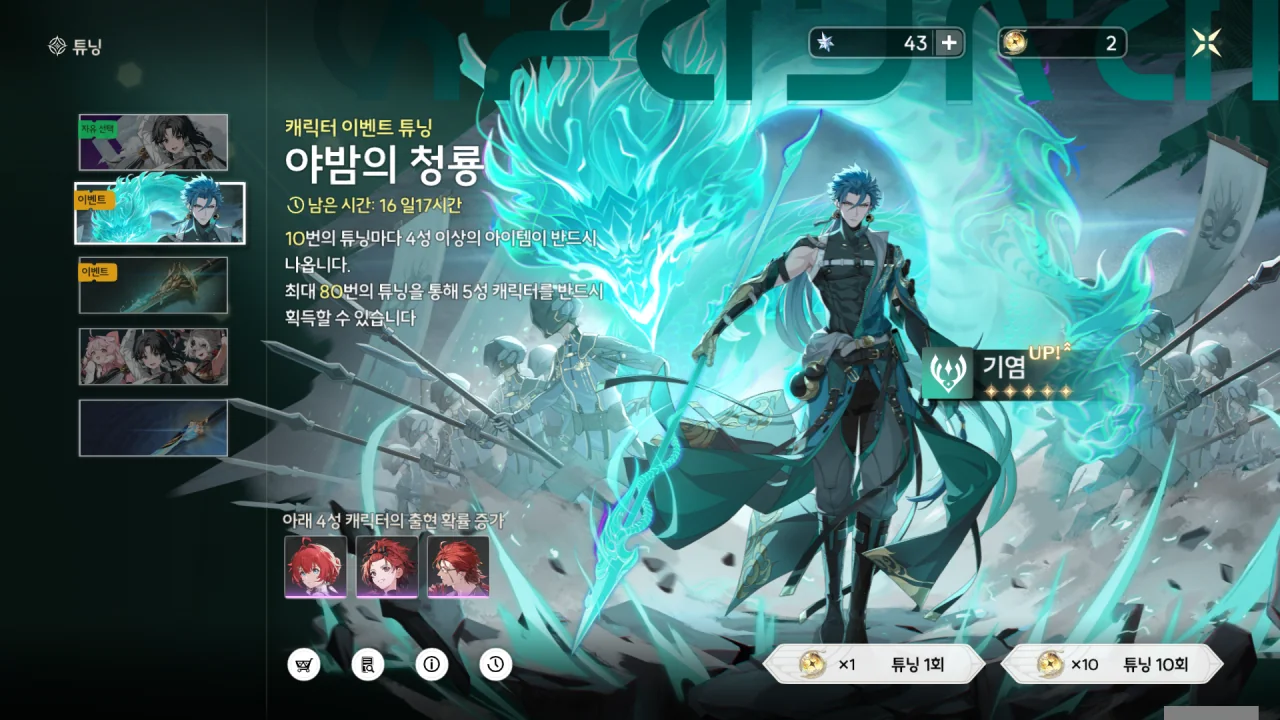 튜닝
43
2
자유 선택
이벤트
이벤트
캐릭터 이벤트 튜닝
야밤의 청룡
남은 시간: 16 일17시간
10번의 튜닝마다 4성 이상의 아이템이 반드시
나옵니다.
최대 80번의 튜닝을 통해 5성 캐릭터를 반드시
획득할 수 있습니다
기염
UP!
아래 4성 캐릭터의 출현 확률 증가
×1 튜닝 1회
×10 튜닝 10회